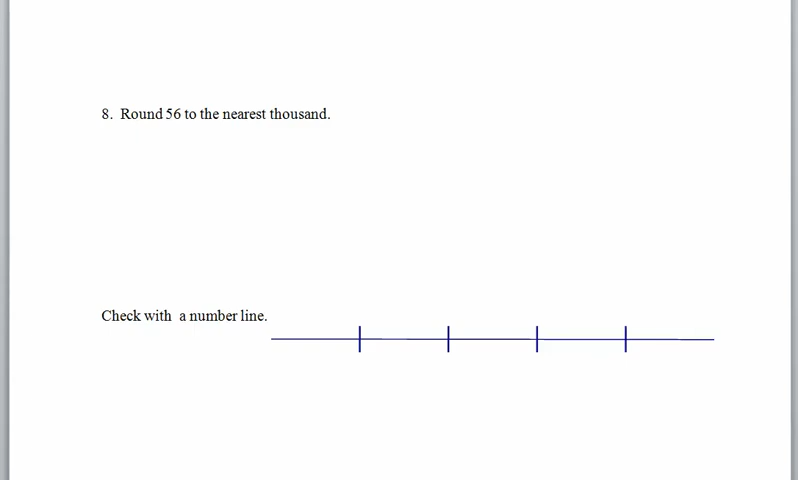 8. Round 56 to the nearest thousand.
Check with a number line.